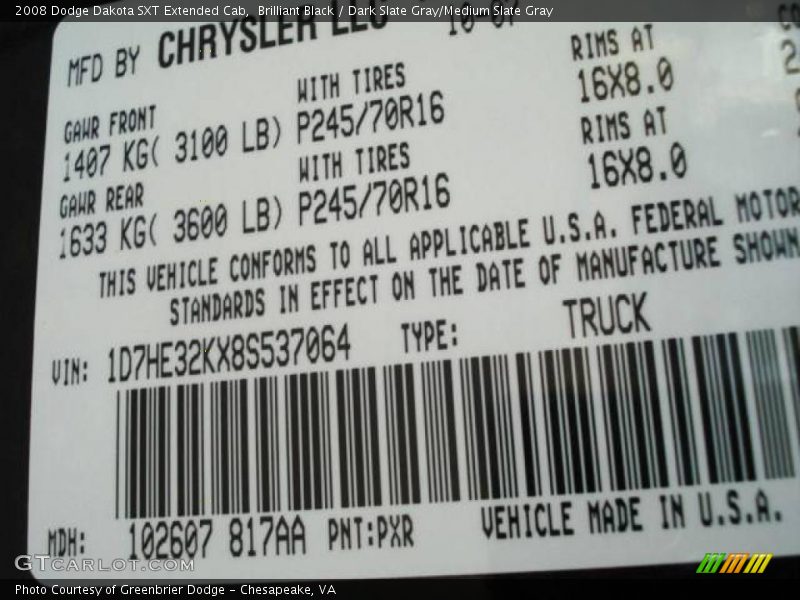 2008 Dodge Dakota SXT Extended Cab, Brilliant Black / Dark Slate Gray/Medium Slate Gray
MFD BY CHRYSLER LLC 10-07
GAWR FRONT WITH TIRES RIMS AT
1407 KG( 3100 LB) P245/70R16 16X8.0
GAWR REAR WITH TIRES RIMS AT
1633 KG( 3600 LB) P245/70R16 16X8.0
THIS VEHICLE CONFORMS TO ALL APPLICABLE U.S.A. FEDERAL MOTOR
STANDARDS IN EFFECT ON THE DATE OF MANUFACTURE SHOWN
VIN: 1D7HE32KX8S537064 TYPE: TRUCK
MDH: 102607 817AA PNT:PXR VEHICLE MADE IN U.S.A.
GTCARLOT.COM
Photo Courtesy of Greenbrier Dodge - Chesapeake, VA